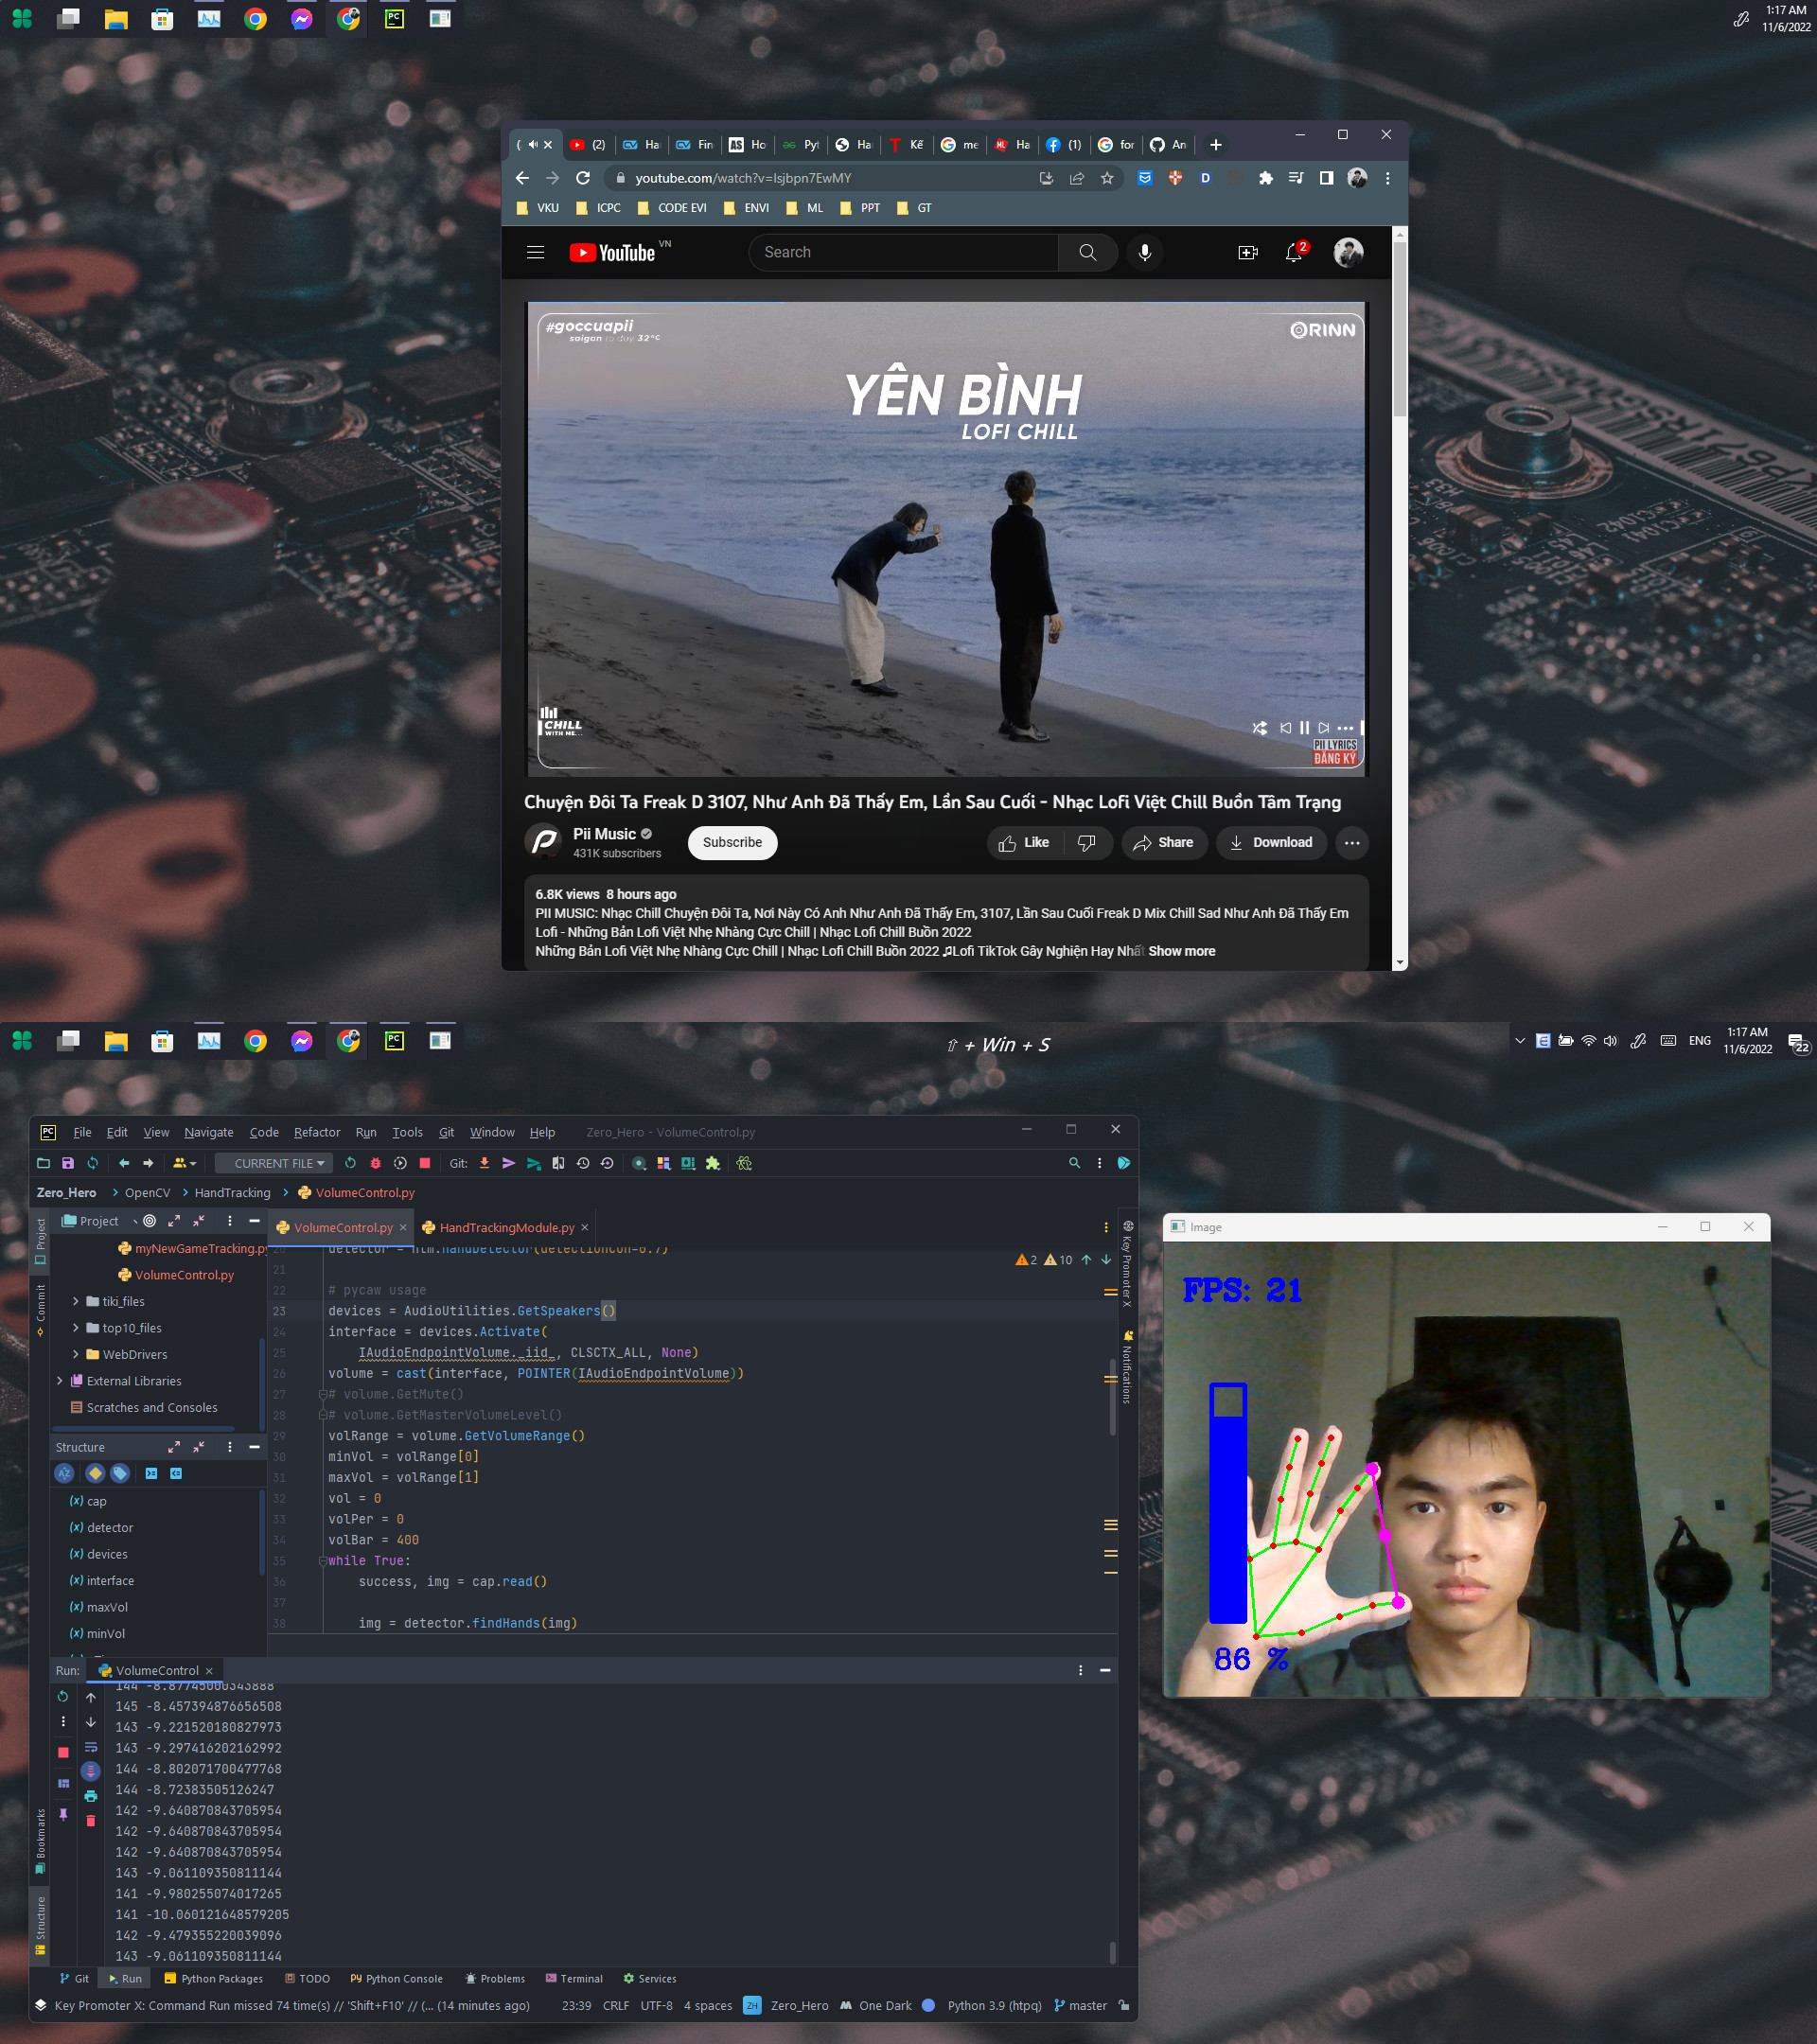 1:17 AM
11/6/2022
(
(2)
Ha
Fin
Ho
Pyt
Ha
Kế
me
Ha
(1)
for
An
youtube.com/watch?v=lsjbpn7EwMY
VKU ICPC CODE EVI ENVI ML PPT GT
YouTube VN
Search
2
#goccuapii
saigon to day 32°C
ORINN
YÊN BÌNH
LOFI CHILL
CHILL
WITH ME...
PII LYRICS
ĐĂNG KÝ
Chuyện Đôi Ta Freak D 3107, Như Anh Đã Thấy Em, Lần Sau Cuối - Nhạc Lofi Việt Chill Buồn Tâm Trạng
Pii Music
431K subscribers
Subscribe
Like
Share
Download
6.8K views 8 hours ago
PII MUSIC: Nhạc Chill Chuyện Đôi Ta, Nơi Này Có Anh Như Anh Đã Thấy Em, 3107, Lần Sau Cuối Freak D Mix Chill Sad Như Anh Đã Thấy Em
Lofi - Những Bản Lofi Việt Nhẹ Nhàng Cực Chill | Nhạc Lofi Chill Buồn 2022
Những Bản Lofi Việt Nhẹ Nhàng Cực Chill | Nhạc Lofi Chill Buồn 2022 ♫Lofi TikTok Gây Nghiện Hay Nhất Show more
⇧ + Win + S
ENG
1:17 AM
11/6/2022
22
File Edit View Navigate Code Refactor Run Tools Git Window Help Zero_Hero - VolumeControl.py
CURRENT FILE
Git:
Zero_Hero > OpenCV > HandTracking > VolumeControl.py
Project
VolumeControl.py
HandTrackingModule.py
Project
Commit
Bookmarks
Structure
Key Promoter X
Notifications
myNewGameTracking.py
VolumeControl.py
tiki_files
top10_files
WebDrivers
External Libraries
Scratches and Consoles
Structure
cap
detector
devices
interface
maxVol
minVol
2 10
20 detector = htm.handDetector(detectionCon=0.7)
21
22 # pycaw usage
23 devices = AudioUtilities.GetSpeakers()
24 interface = devices.Activate(
25 IAudioEndpointVolume._iid_, CLSCTX_ALL, None)
26 volume = cast(interface, POINTER(IAudioEndpointVolume))
27 # volume.GetMute()
28 # volume.GetMasterVolumeLevel()
29 volRange = volume.GetVolumeRange()
30 minVol = volRange[0]
31 maxVol = volRange[1]
32 vol = 0
33 volPer = 0
34 volBar = 400
35 while True:
36 success, img = cap.read()
37
38 img = detector.findHands(img)
Run: VolumeControl
144 -8.87745000343888
145 -8.457394876656508
143 -9.221520180827973
143 -9.297416202162992
144 -8.802071700477768
144 -8.72383505126247
142 -9.640870843705954
142 -9.640870843705954
142 -9.640870843705954
143 -9.061109350811144
141 -9.980255074017265
141 -10.060121648579205
142 -9.479355220039096
143 -9.061109350811144
Git Run Python Packages TODO Python Console Problems Terminal Services
Key Promoter X: Command Run missed 74 time(s) // 'Shift+F10' // (... (14 minutes ago) 23:39 CRLF UTF-8 4 spaces ZH Zero_Hero One Dark Python 3.9 (htpq) master
Image
FPS: 21
86 %